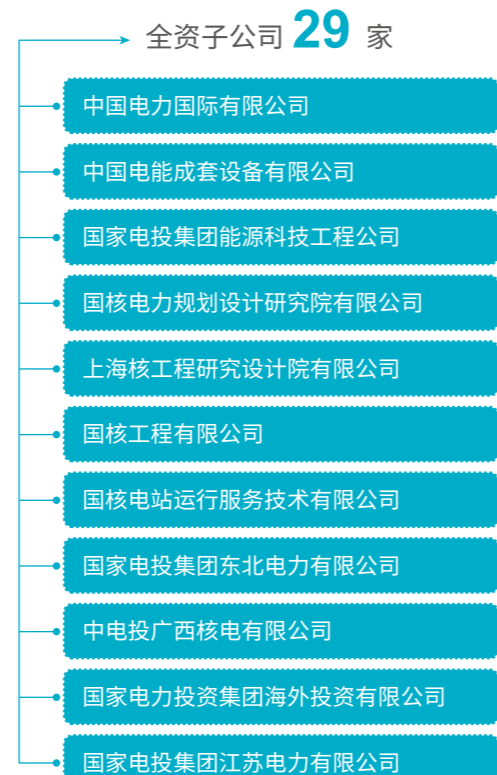 全资子公司 29 家
中国电力国际有限公司
中国电能成套设备有限公司
国家电投集团能源科技工程公司
国核电力规划设计研究院有限公司
上海核工程研究设计院有限公司
国核工程有限公司
国核电站运行服务技术有限公司
国家电投集团东北电力有限公司
中电投广西核电有限公司
国家电力投资集团海外投资有限公司
国家电投集团江苏电力有限公司